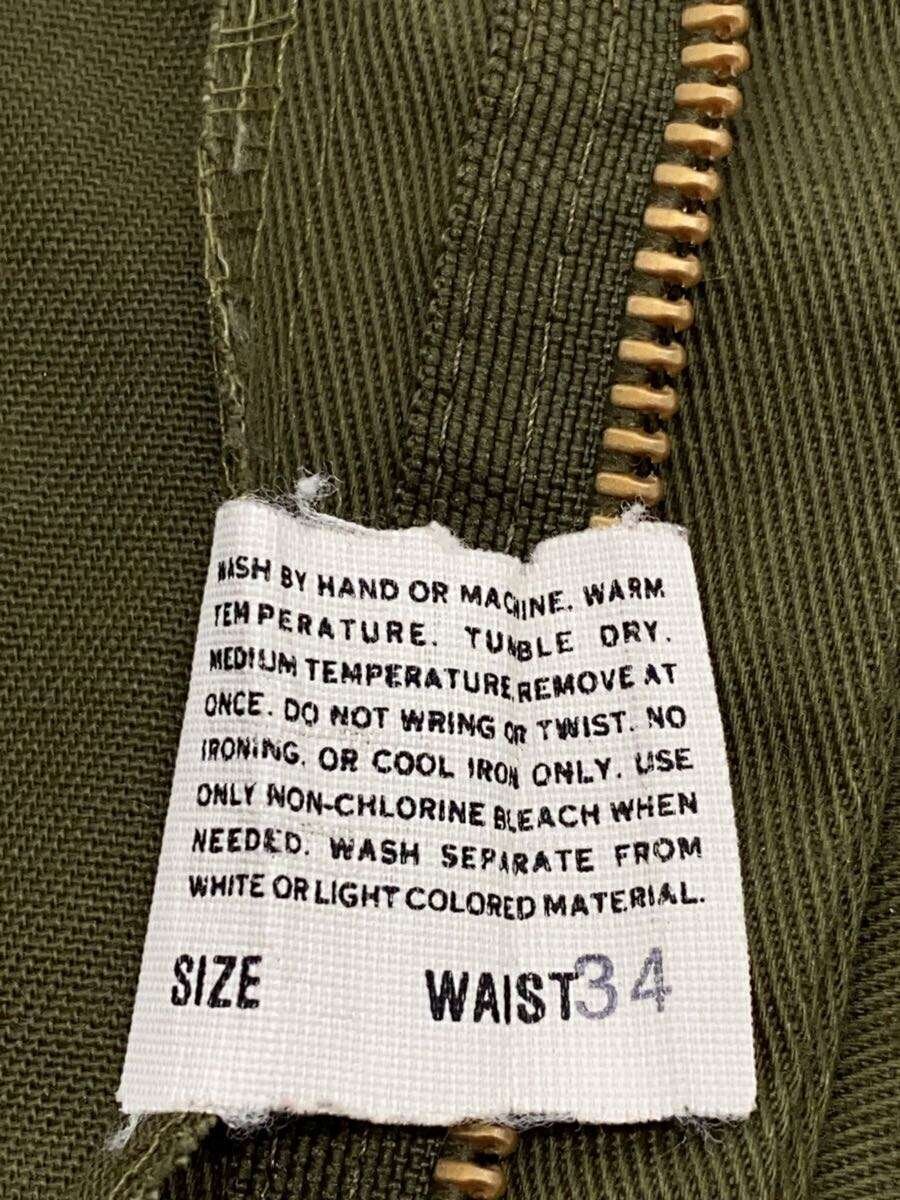 WASH BY HAND OR MACHINE. WARM
TEMPERATURE. TUMBLE DRY.
MEDIUM TEMPERATURE REMOVE AT
ONCE. DO NOT WRING OR TWIST. NO
IRONING. OR COOL IRON ONLY. USE
ONLY NON-CHLORINE BLEACH WHEN
NEEDED. WASH SEPARATE FROM
WHITE OR LIGHT COLORED MATERIAL.
SIZE WAIST 34